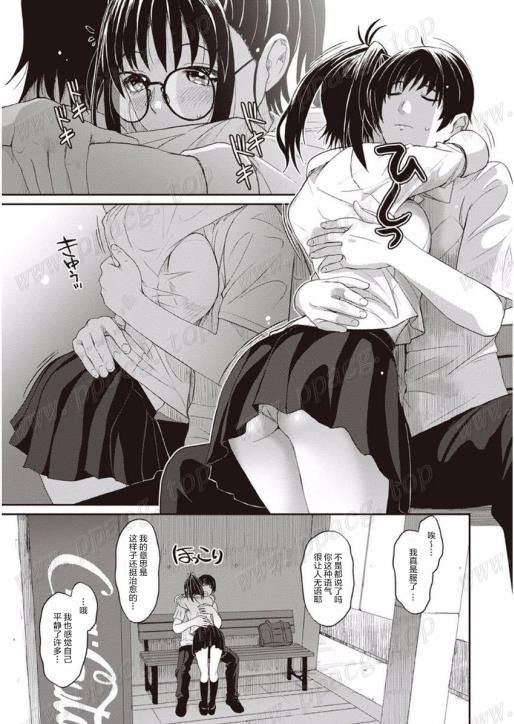 ドキ
ドキ
ドキ
ひしっ
きゅうっ
唉～…
我真是服了…
不是都说了吗
你这种语气
很让人无语耶
ほっこり
我的意思是
这样子还挺治愈的…
…哦
我也感觉自己
平静了许多…
www.ppacg.top